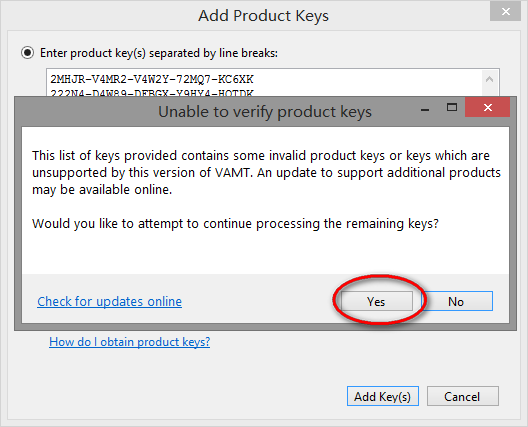 Add Product Keys
Enter product key(s) separated by line breaks:
2MHJR-V4MR2-V4W2Y-72MQ7-KC6XK
Unable to verify product keys
This list of keys provided contains some invalid product keys or keys which are
unsupported by this version of VAMT. An update to support additional products
may be available online.
Would you like to attempt to continue processing the remaining keys?
Check for updates online
Yes
No
How do I obtain product keys?
Add Key(s)
Cancel